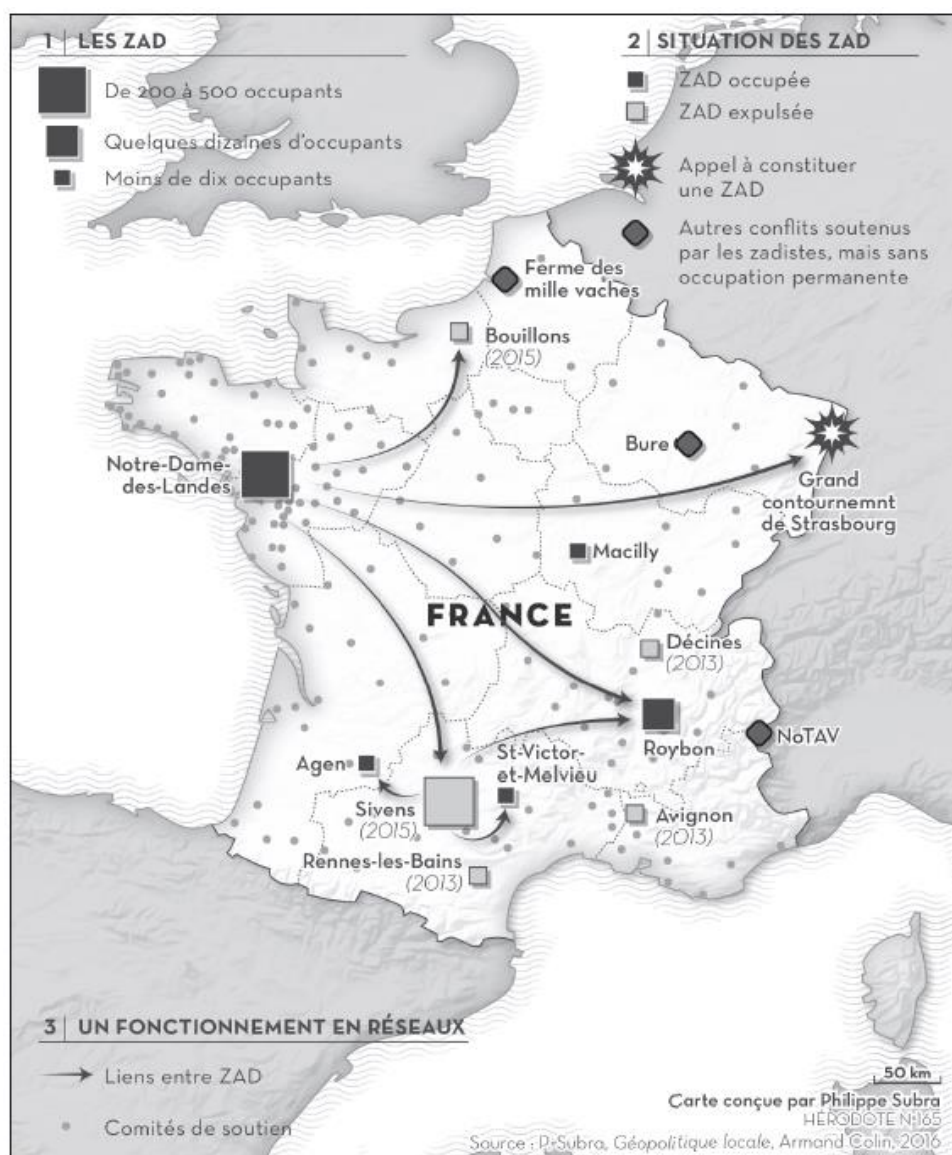 1 | LES ZAD
De 200 à 500 occupants
Quelques dizaines d'occupants
Moins de dix occupants
2 | SITUATION DES ZAD
ZAD occupée
ZAD expulsée
Appel à constituer
une ZAD
Autres conflits soutenus
par les zadistes, mais sans
occupation permanente
Ferme des
mille vaches
Bouillons
(2015)
Bure
Notre-Dame-
des-Landes
Grand
contournemnt
de Strasbourg
Macilly
FRANCE
Décines
(2013)
Roybon
NoTAV
Agen
St-Victor-
et-Melvieu
Sivens
(2015)
Avignon
(2013)
Rennes-les-Bains
(2013)
3 | UN FONCTIONNEMENT EN RÉSEAUX
Liens entre ZAD
Comités de soutien
50 km
Carte conçue par Philippe Subra
HÉRODOTE N°165
Source : P. Subra, Géopolitique locale, Armand Colin, 2016